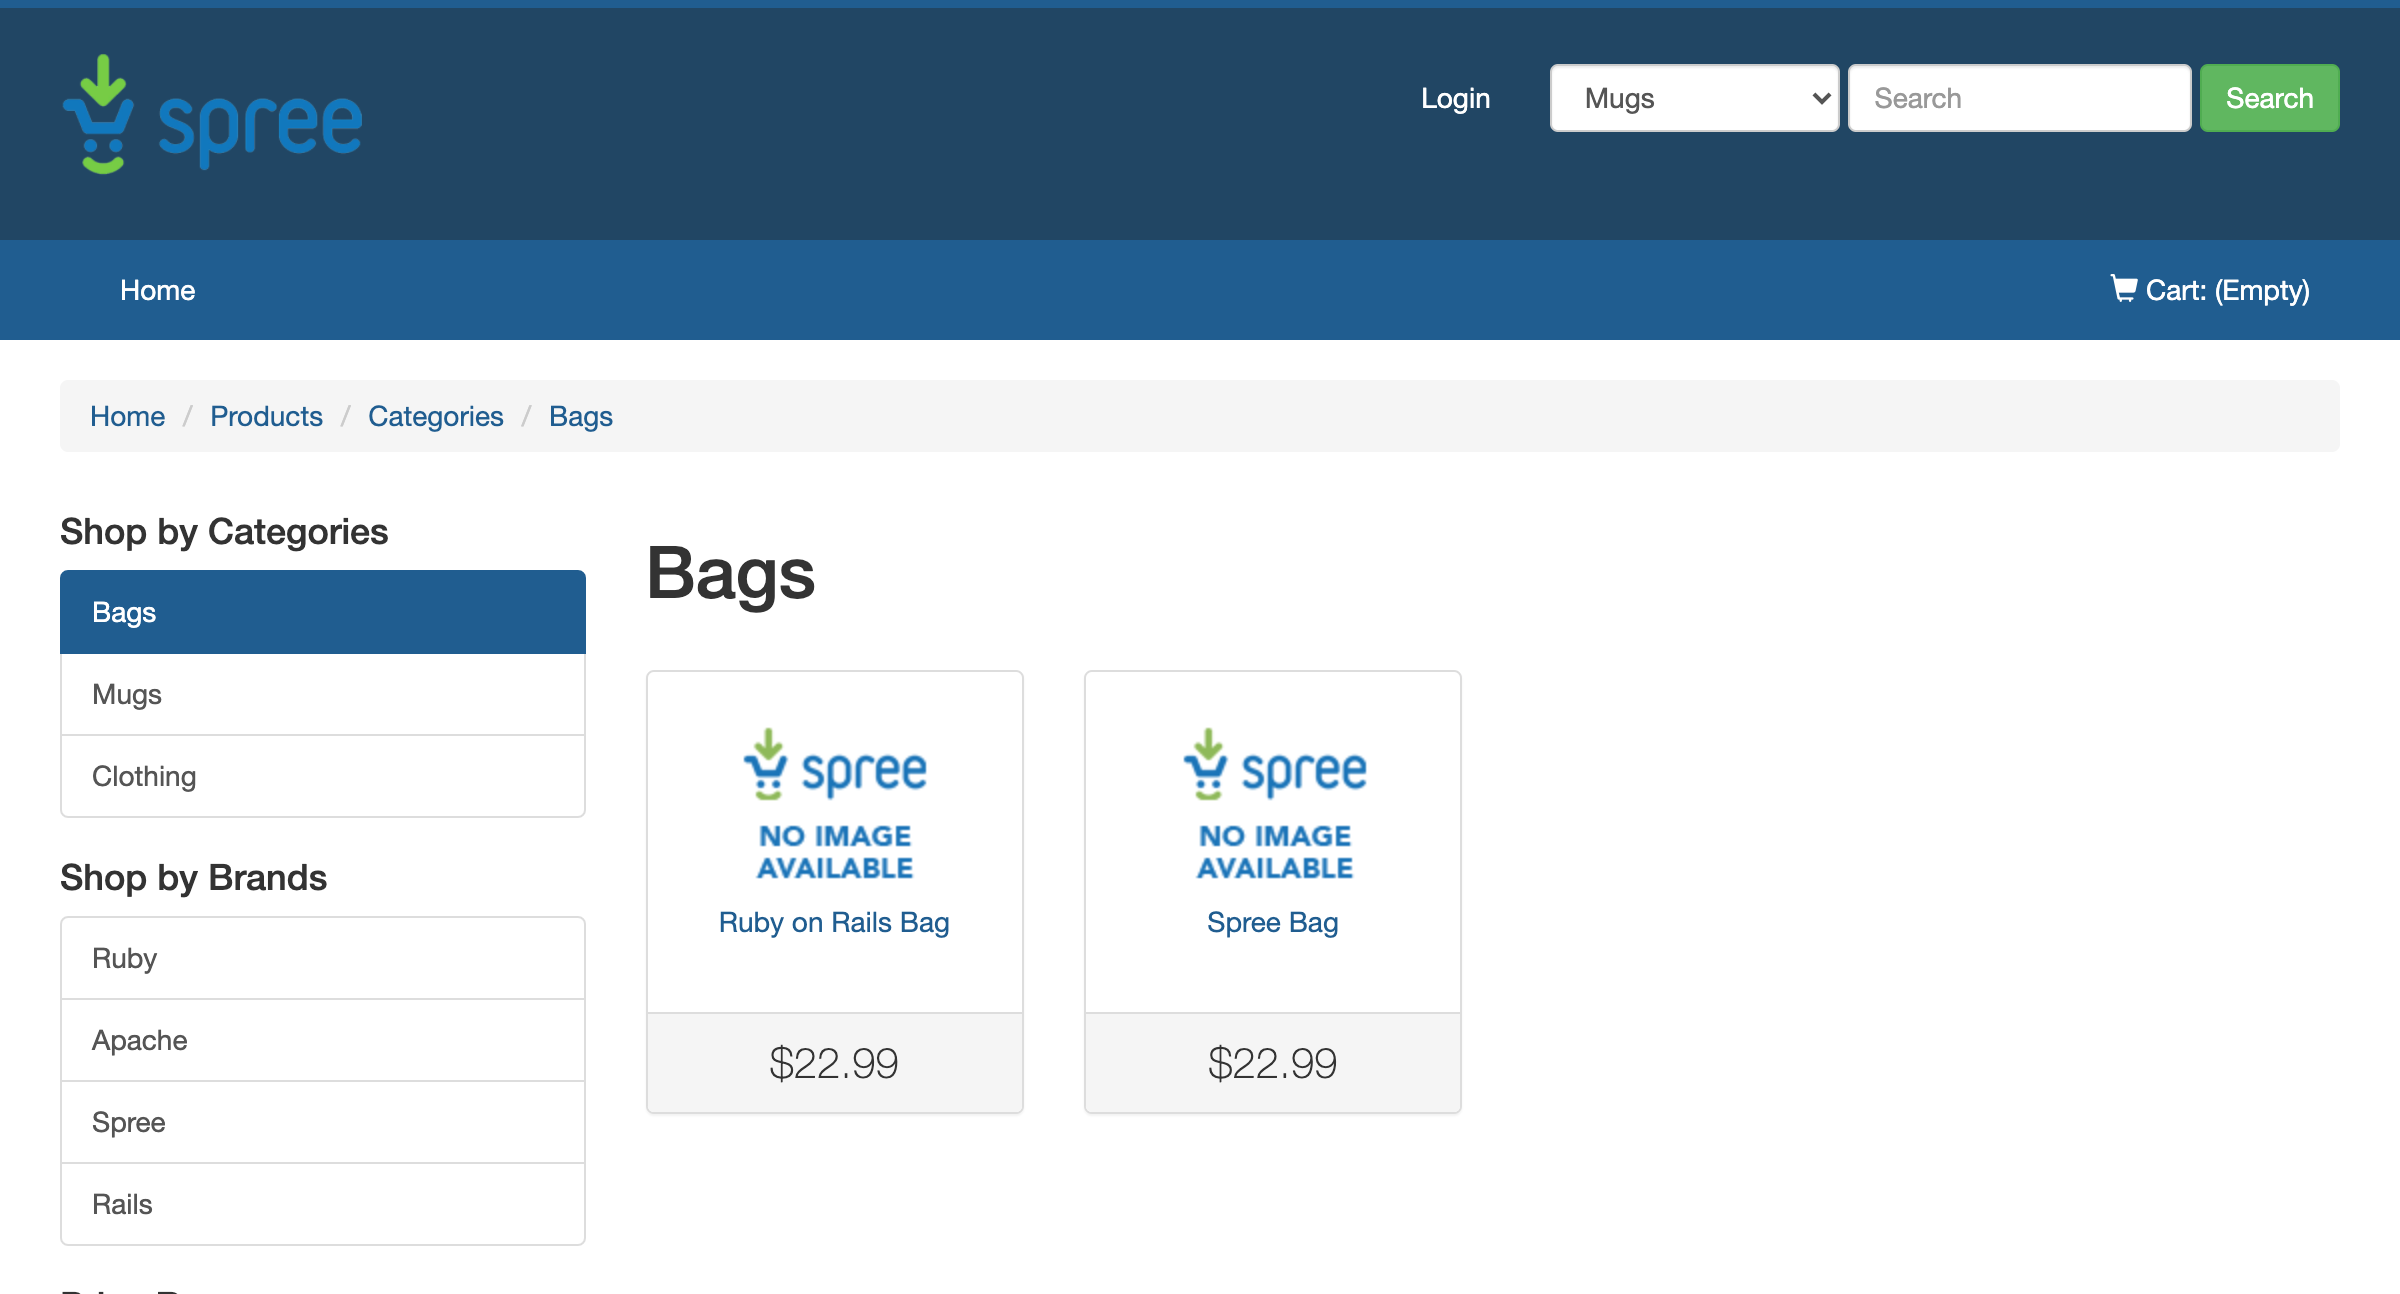 spree
Login
Mugs
Search
Search
Home
Cart: (Empty)
Home / Products / Categories / Bags
Shop by Categories
Bags
Mugs
Clothing
Shop by Brands
Ruby
Apache
Spree
Rails
Bags
spree
NO IMAGE
AVAILABLE
Ruby on Rails Bag
$22.99
spree
NO IMAGE
AVAILABLE
Spree Bag
$22.99